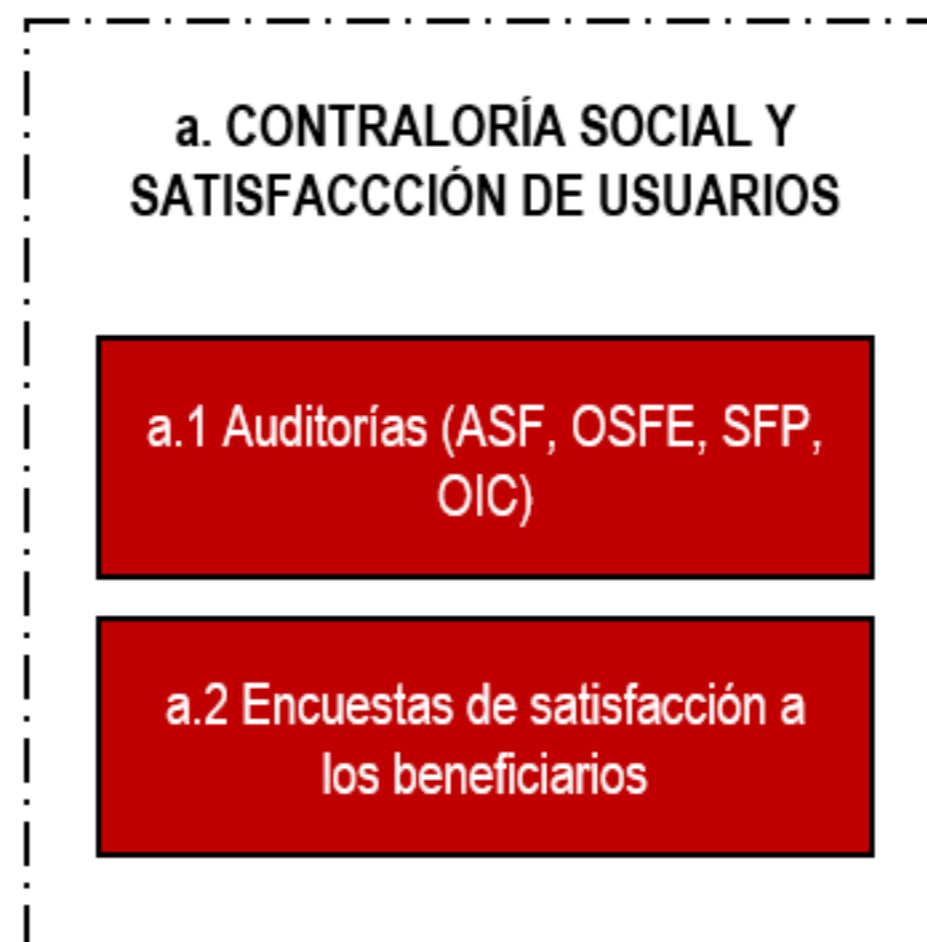 a. CONTRALORÍA SOCIAL Y
SATISFACCCIÓN DE USUARIOS
a.1 Auditorías (ASF, OSFE, SFP,
OIC)
a.2 Encuestas de satisfacción a
los beneficiarios